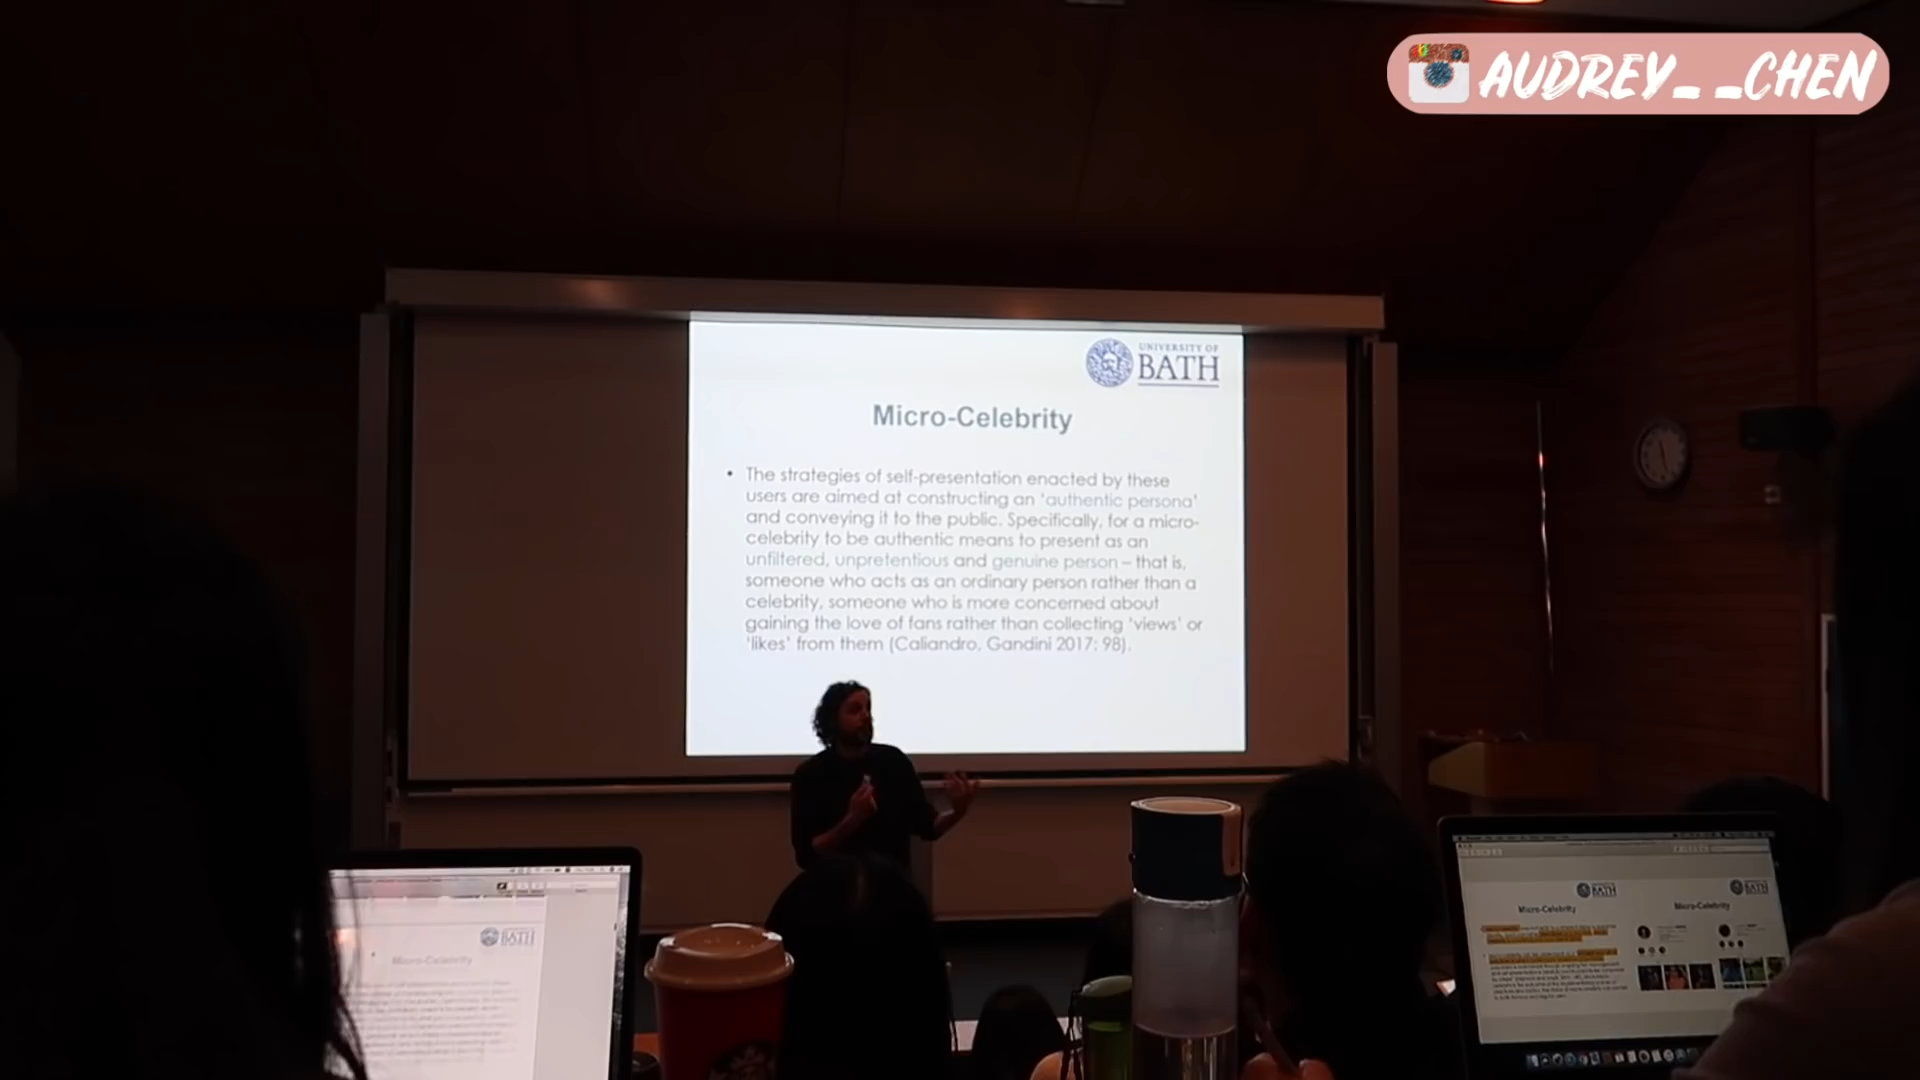 AUDREY_ _CHEN
UNIVERSITY OF
BATH
Micro-Celebrity
• The strategies of self-presentation enacted by these
users are aimed at constructing an 'authentic persona'
and conveying it to the public. Specifically, for a micro-
celebrity to be authentic means to present as an
unfiltered, unpretentious and genuine person – that is,
someone who acts as an ordinary person rather than a
celebrity, someone who is more concerned about
gaining the love of fans rather than collecting 'views' or
'likes' from them (Caliandro, Gandini 2017: 98).
BATH
Micro-Celebrity
BATH
Micro-Celebrity
BATH
Micro-Celebrity